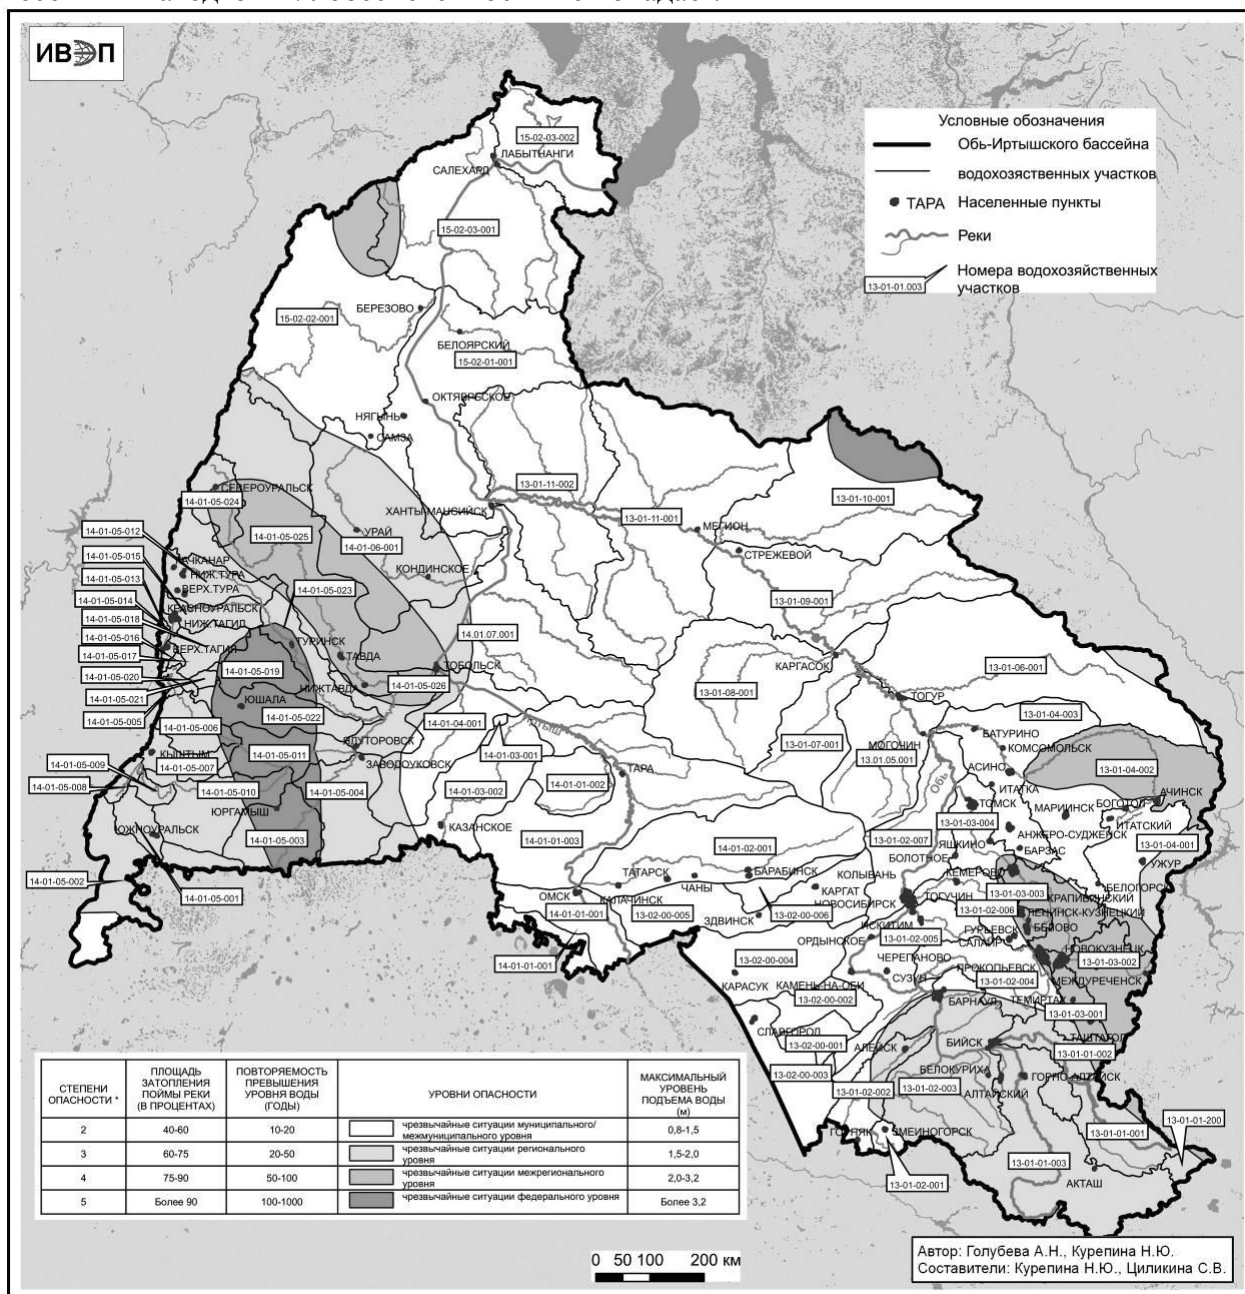 ИВЭП
Условные обозначения
Обь-Иртышского бассейна
водохозяственных участков
ТАРА
Населенные пункты
Реки
13-01-01.003
Номера водохозяйственных
участков
15-02-03-002
ЛАБЫТНАНГИ
САЛЕХАРД
15-02-03-001
БЕРЕЗОВО
15-02-02-001
БЕЛОЯРСКИЙ
15-02-01-001
ОКТЯБРЬСКОЕ
НЯГЫНЬ
САМЗА
СЕВЕРОУРАЛЬСК
14-01-05-024
13-01-11-002
13-01-10-001
ХАНТЫ-МАНСИЙСК
13-01-11-001
14-01-05-012
14-01-05-025
УРАЙ
МЕГИОН
14-01-06-001
СТРЕЖЕВОЙ
14-01-05-015
КАЧКАНАР
НИЖ.ТУРА
КОНДИНСКОЕ
14-01-05-013
ВЕРХ.ТУРА
14-01-05-023
14-01-05-014
КРАСНОУРАЛЬСК
13-01-09-001
14-01-05-018
НИЖ.ТАГИЛ
14.01.07.001
14-01-05-016
ВЕРХ.ТАГИЛ
ТУРИНСК
14-01-05-017
ТАВДА
КАРГАСОК
14-01-05-020
14-01-05-019
ТОБОЛЬСК
13-01-06-001
14-01-05-021
НИЖТАВДА
14-01-05-026
13-01-08-001
ТОГУР
14-01-05-005
ЮШАЛА
14-01-05-022
14-01-04-001
13-01-04-003
14-01-05-006
ИРТЫШ
БАТУРИНО
КЫШТЫМ
14-01-05-011
ЯЛУТОРОВСК
14-01-03-001
13-01-07-001
МОГОЧИН
КОМСОМОЛЬСК
14-01-05-009
14-01-05-007
ЗАВОДОУКОВСК
13.01.05.001
АСИНО
13-01-04-002
14-01-05-008
14-01-05-010
14-01-05-004
14-01-03-002
14-01-01-002
ТАРА
Обь
ИТАТКА
АЧИНСК
ЮРГАМЫШ
ТОМСК
МАРИИНСК
БОГОТОЛ
ЮЖНОУРАЛЬСК
КАЗАНСКОЕ
13-01-03-004
ИТАТСКИЙ
14-01-05-003
14-01-01-003
13-01-02-007
АНЖЕРО-СУДЖЕНСК
ЯШКИНО
13-01-04-001
14-01-02-001
БОЛОТНОЕ
БАРЗАС
УЖУР
14-01-05-002
ТАТАРСК
БАРАБИНСК
КОЛЫВАНЬ
КЕМЕРОВО
14-01-05-001
ОМСК
ЧАНЫ
КАРГАТ
13-01-03-003
БЕЛОГОРСК
КАЛАЧИНСК
НОВОСИБИРСК
ТОГУЧИН
КРАПИВИНСКИЙ
14-01-01-001
13-02-00-005
ЗДВИНСК
13-02-00-006
13-01-02-006
ЛЕНИНСК-КУЗНЕЦКИЙ
ИСКИТИМ
ГУРЬЕВСК
БЕЛОВО
ОРДЫНСКОЕ
13-01-02-005
САЛАИР
НОВОКУЗНЕЦК
14-01-01-001
13-02-00-004
ЧЕРЕПАНОВО
ПРОКОПЬЕВСК
13-01-03-002
КАРАСУК
КАМЕНЬ-НА-ОБИ
СУЗУН
13-01-02-004
МЕЖДУРЕЧЕНСК
13-02-00-002
БАРНАУЛ
ТЕМИРТАУ
СЛАВГОРОД
13-01-03-001
13-02-00-001
АЛЕЙСК
БИЙСК
ТАШТАГОЛ
13-01-01-002
13-02-00-003
БЕЛОКУРИХА
ГОРНО-АЛТАЙСК
13-01-02-002
13-01-02-003
АЛТАЙСКИЙ
ГОРНЯК
ЗМЕИНОГОРСК
13-01-01-001
13-01-01-200
13-01-01-003
13-01-02-001
АКТАШ
СТЕПЕНИ
ОПАСНОСТИ *
ПЛОЩАДЬ
ЗАТОПЛЕНИЯ
ПОЙМЫ РЕКИ
(В ПРОЦЕНТАХ)
ПОВТОРЯЕМОСТЬ
ПРЕВЫШЕНИЯ
УРОВНЯ ВОДЫ
(ГОДЫ)
УРОВНИ ОПАСНОСТИ
МАКСИМАЛЬНЫЙ
УРОВЕНЬ
ПОДЪЕМА ВОДЫ
(м)
2
40-60
10-20
чрезвычайные ситуации муниципального/
межмуниципального уровня
0,8-1,5
3
60-75
20-50
чрезвычайные ситуации регионального
уровня
1,5-2,0
4
75-90
50-100
чрезвычайные ситуации межрегионального
уровня
2,0-3,2
5
Более 90
100-1000
чрезвычайные ситуации федерального уровня
Более 3,2
0 50 100 200 км
Автор: Голубева А.Н., Курепина Н.Ю.
Составители: Курепина Н.Ю., Циликина С.В.